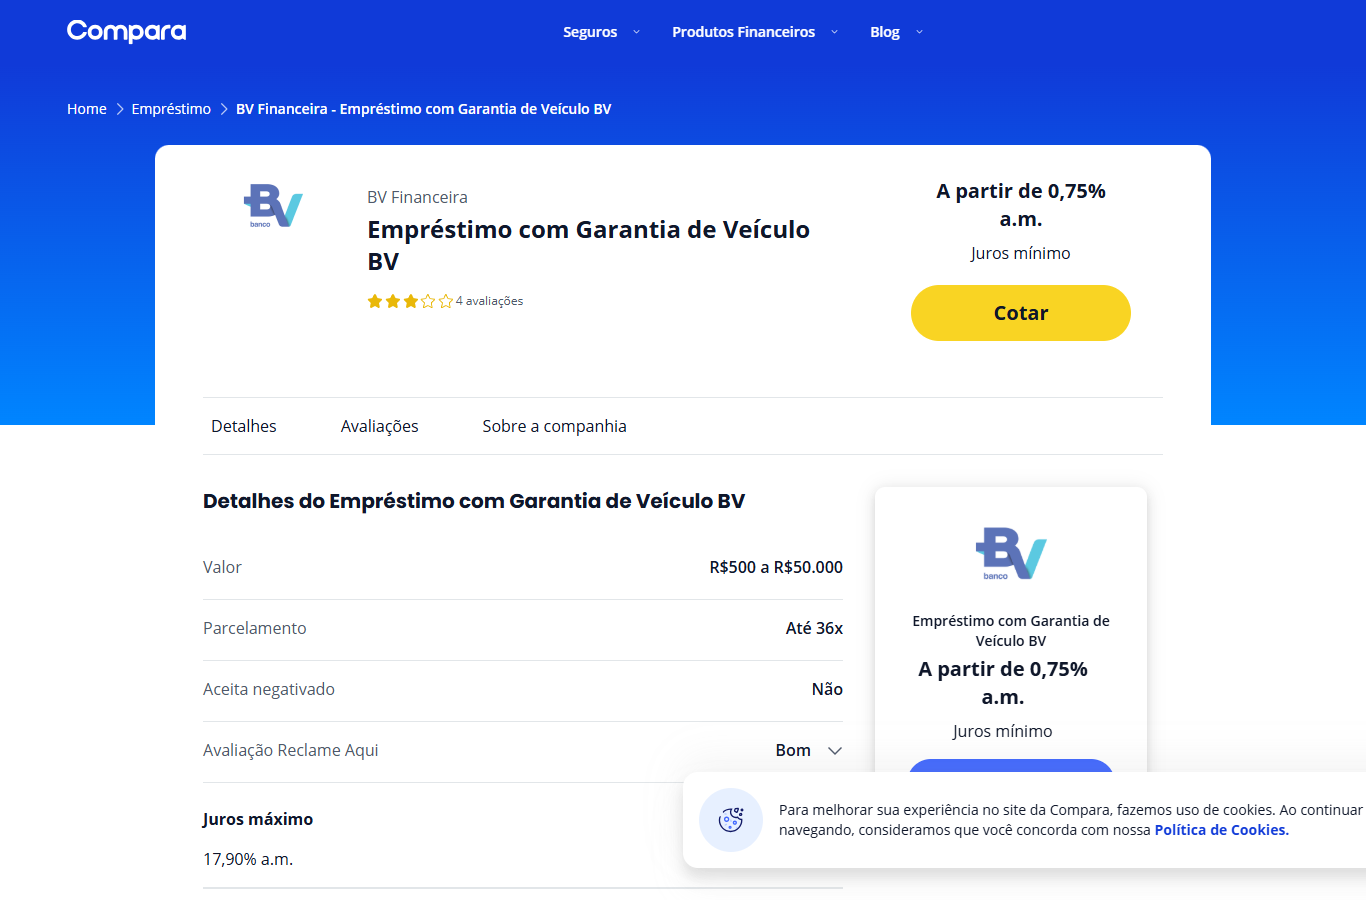 Compara
Seguros
Produtos Financeiros
Blog
Home
Empréstimo
BV Financeira - Empréstimo com Garantia de Veículo BV
BV
banco
BV Financeira
Empréstimo com Garantia de Veículo
BV
4 avaliações
A partir de 0,75%
a.m.
Juros mínimo
Cotar
Detalhes
Avaliações
Sobre a companhia
Detalhes do Empréstimo com Garantia de Veículo BV
Valor
R$500 a R$50.000
Parcelamento
Até 36x
Aceita negativado
Não
Avaliação Reclame Aqui
Bom
Juros máximo
17,90% a.m.
BV
banco
Empréstimo com Garantia de
Veículo BV
A partir de 0,75%
a.m.
Juros mínimo
Para melhorar sua experiência no site da Compara, fazemos uso de cookies. Ao continuar
navegando, consideramos que você concorda com nossa Política de Cookies.